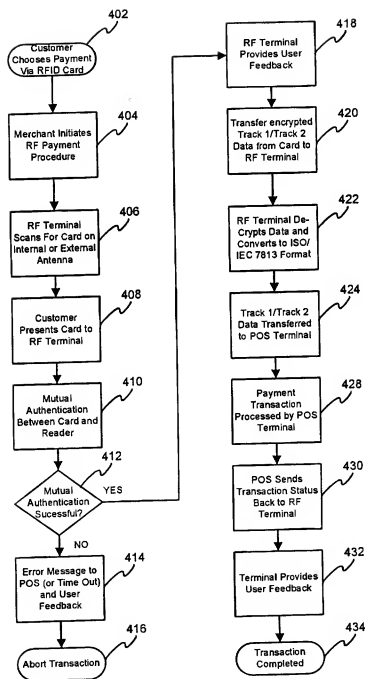 402
Customer
Chooses Payment
Via RFID Card
404
Merchant Initiates
RF Payment
Procedure
406
RF Terminal
Scans For Card on
Internal or External
Antenna
408
Customer
Presents Card to
RF Terminal
410
Mutual
Authentication
Between Card and
Reader
412
Mutual
Authentication
Sucessful?
YES
NO
414
Error Message to
POS (or Time Out)
and User
Feedback
416
Abort Transaction
418
RF Terminal
Provides User
Feedback
420
Transfer encrypted
Track 1/Track 2
Data from Card to
RF Terminal
422
RF Terminal De-
Crypts Data and
Converts to ISO/
IEC 7813 Format
424
Track 1/Track 2
Data Transferred
to POS Terminal
428
Payment
Transaction
Processed by POS
Terminal
430
POS Sends
Transaction Status
Back to RF
Terminal
432
Terminal Provides
User Feedback
434
Transaction
Completed